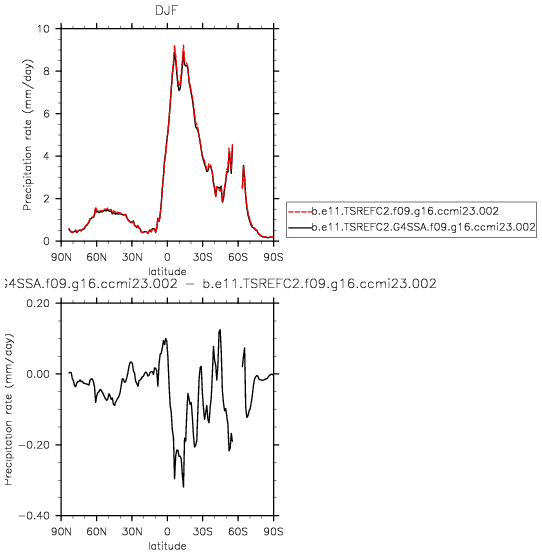 DJF
10
8
6
4
2
0
Precipitation rate (mm/day)
90N 60N 30N 0 30S 60S 90S
latitude
b.e11.TSREFC2.f09.g16.ccmi23.002
b.e11.TSREFC2.G4SSA.f09.g16.ccmi23.002
G4SSA.f09.g16.ccmi23.002 - b.e11.TSREFC2.f09.g16.ccmi23.002
0.20
0.00
-0.20
-0.40
Precipitation rate (mm/day)
90N 60N 30N 0 30S 60S 90S
latitude